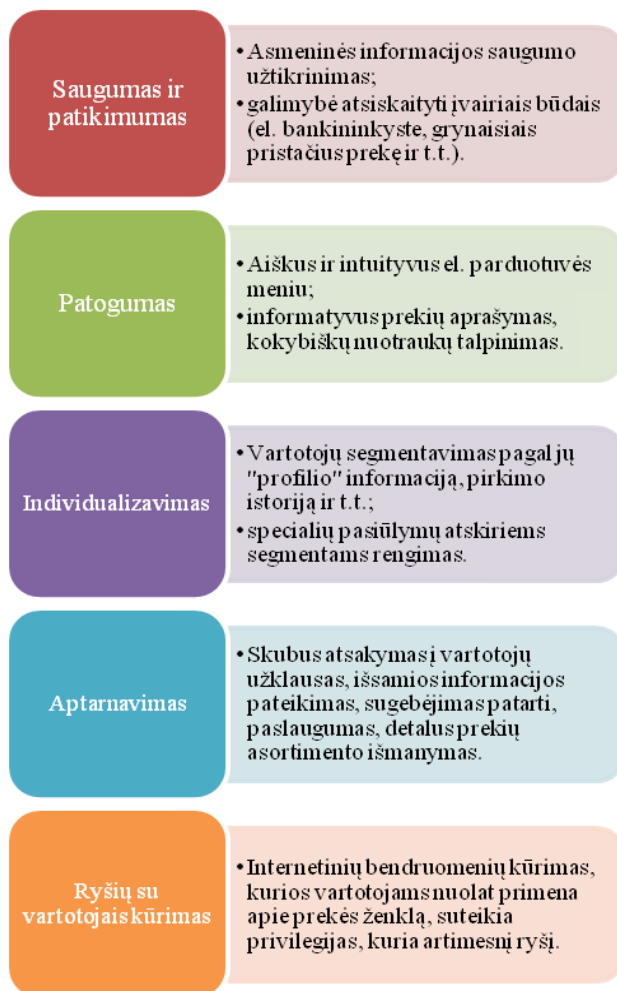 Saugumas ir
patikimumas
• Asmeninės informacijos saugumo
užtikrinimas;
• galimybė atsiskaityti įvairiais būdais
(el. bankininkyste, grynaisiais
pristačius prekę ir t.t.).
Patogumas
• Aiškus ir intuityvus el. parduotuvės
meniu;
• informatyvus prekių aprašymas,
kokybiškų nuotraukų talpinimas.
Individualizavimas
• Vartotojų segmentavimas pagal jų
"profilio" informaciją, pirkimo
istoriją ir t.t.;
• specialių pasiūlymų atskiriems
segmentams rengimas.
Aptarnavimas
• Skubus atsakymas į vartotojų
užklausas, išsamios informacijos
pateikimas, sugebėjimas patarti,
paslaugumas, detalus prekių
asortimento išmanymas.
Ryšių su
vartotojais kūrimas
• Internetinių bendruomenių kūrimas,
kurios vartotojams nuolat primena
apie prekės ženklą, suteikia
privilegijas, kuria artimesnį ryšį.